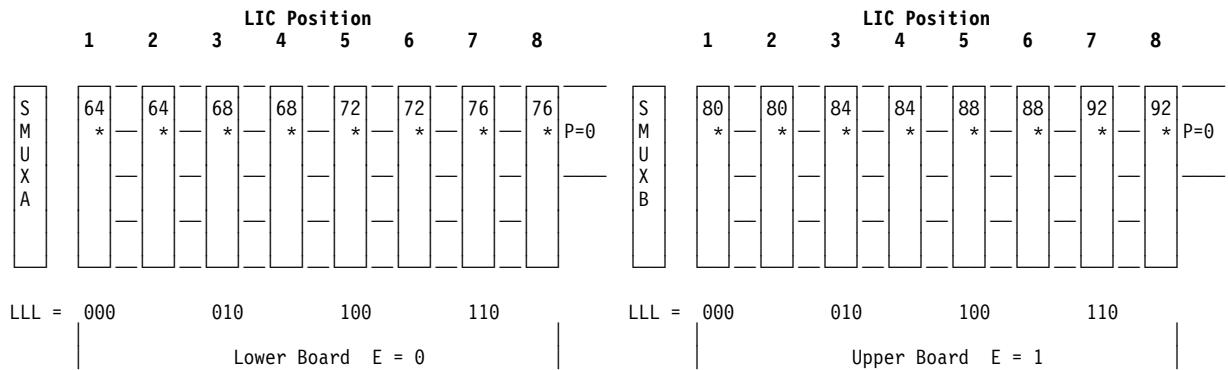 LIC Position LIC Position
1 2 3 4 5 6 7 8 1 2 3 4 5 6 7 8
S 64 64 68 68 72 72 76 76 S 80 80 84 84 88 88 92 92
M * * * * * * * * P=0 M * * * * * * * * P=0
U U
X X
A B
LLL = 000 010 100 110 LLL = 000 010 100 110
Lower Board E = 0 Upper Board E = 1